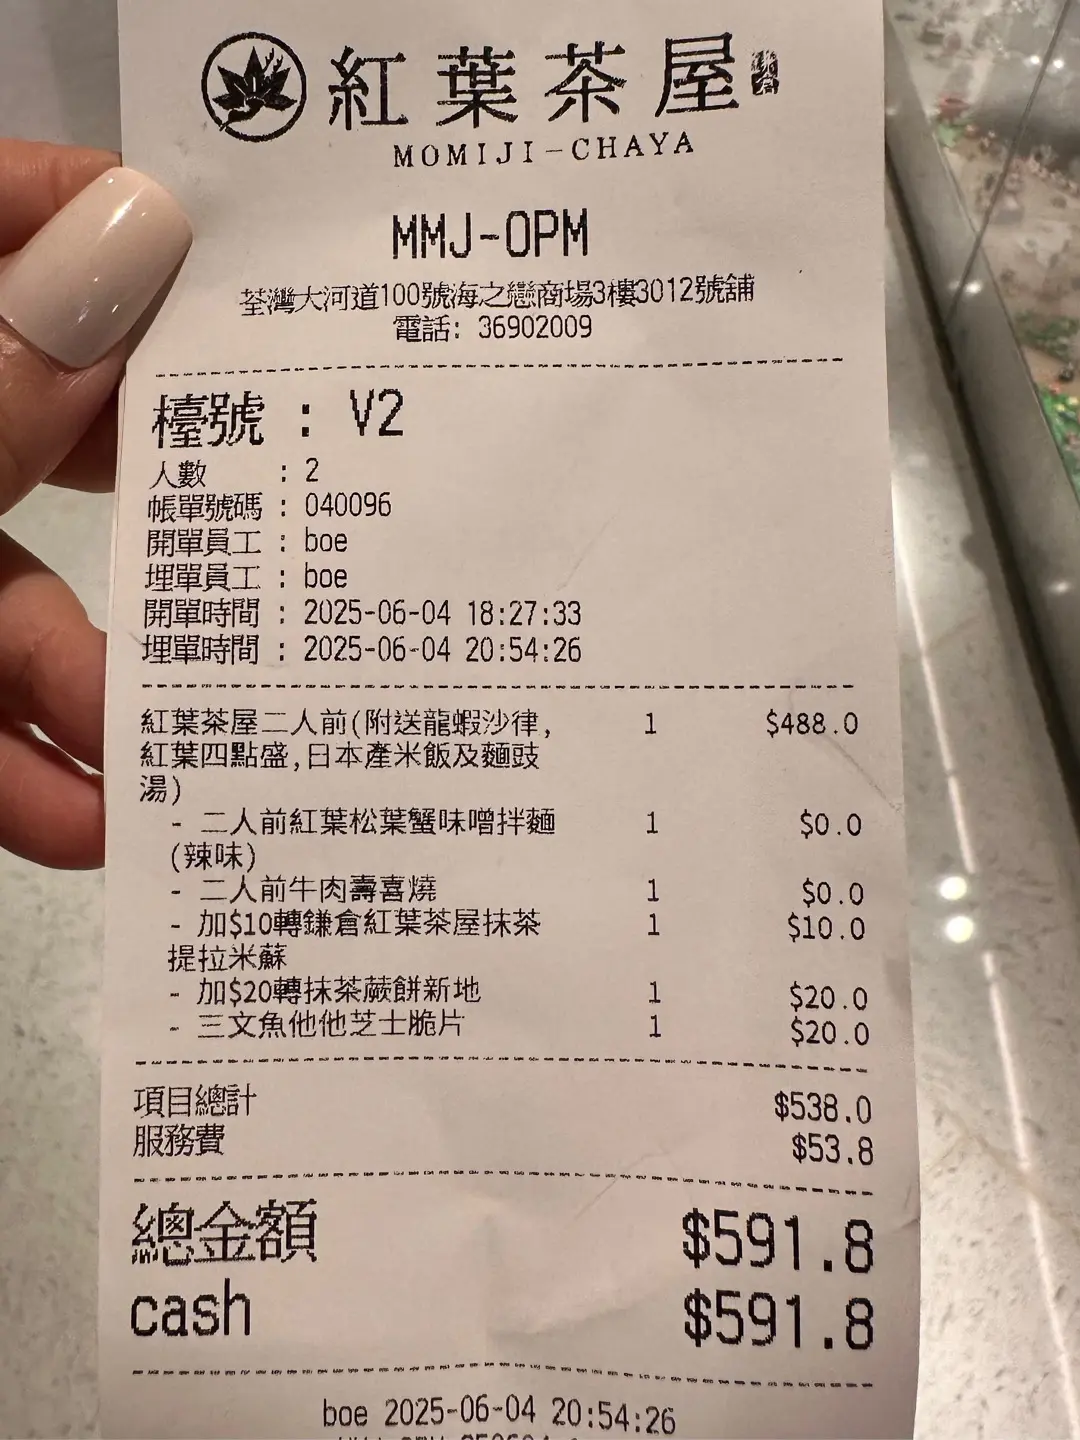 紅葉茶屋
MOMIJI-CHAYA
MMJ-OPM
荃灣大河道100號海之戀商場3樓3012號舖
電話: 36902009
檯號 : V2
人數 : 2
帳單號碼 : 040096
開單員工 : boe
埋單員工 : boe
開單時間 : 2025-06-04 18:27:33
埋單時間 : 2025-06-04 20:54:26
紅葉茶屋二人前(附送龍蝦沙律, 1 $488.0
紅葉四點盛,日本產米飯及麵豉
湯)
- 二人前紅葉松葉蟹味噌拌麵 1 $0.0
(辣味)
- 二人前牛肉壽喜燒 1 $0.0
- 加$10轉鎌倉紅葉茶屋抹茶 1 $10.0
提拉米蘇
- 加$20轉抹茶蕨餅新地 1 $20.0
- 三文魚他他芝士脆片 1 $20.0
項目總計 $538.0
服務費 $53.8
總金額 $591.8
cash $591.8
boe 2025-06-04 20:54:26